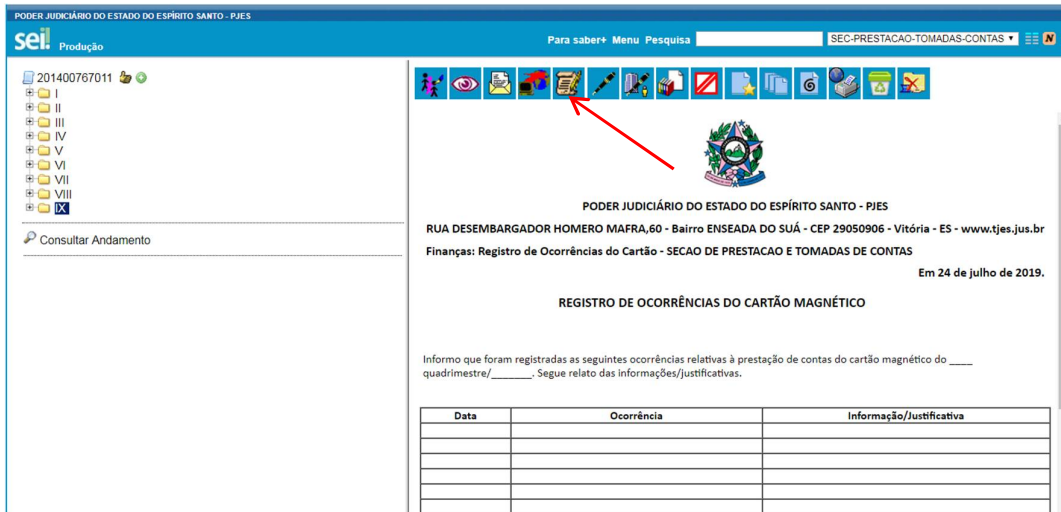 PODER JUDICIÁRIO DO ESTADO DO ESPÍRITO SANTO - PJES
sei! Produção
Para saber+ Menu Pesquisa SEC-PRESTACAO-TOMADAS-CONTAS
N
201400767011
I
II
III
IV
V
VI
VII
VIII
IX
Consultar Andamento
PODER JUDICIÁRIO DO ESTADO DO ESPÍRITO SANTO - PJES
RUA DESEMBARGADOR HOMERO MAFRA,60 - Bairro ENSEADA DO SUÁ - CEP 29050906 - Vitória - ES - www.tjes.jus.br
Finanças: Registro de Ocorrências do Cartão - SECAO DE PRESTACAO E TOMADAS DE CONTAS
Em 24 de julho de 2019.
REGISTRO DE OCORRÊNCIAS DO CARTÃO MAGNÉTICO
Informo que foram registradas as seguintes ocorrências relativas à prestação de contas do cartão magnético do ____
quadrimestre/_______. Segue relato das informações/justificativas.
Data Ocorrência Informação/Justificativa